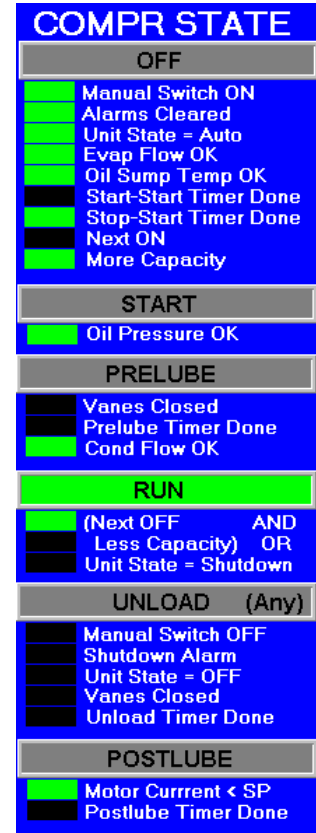 COMPR STATE
OFF
Manual Switch ON
Alarms Cleared
Unit State = Auto
Evap Flow OK
Oil Sump Temp OK
Start-Start Timer Done
Stop-Start Timer Done
Next ON
More Capacity
START
Oil Pressure OK
PRELUBE
Vanes Closed
Prelube Timer Done
Cond Flow OK
RUN
(Next OFF AND
Less Capacity) OR
Unit State = Shutdown
UNLOAD (Any)
Manual Switch OFF
Shutdown Alarm
Unit State = OFF
Vanes Closed
Unload Timer Done
POSTLUBE
Motor Currrent < SP
Postlube Timer Done